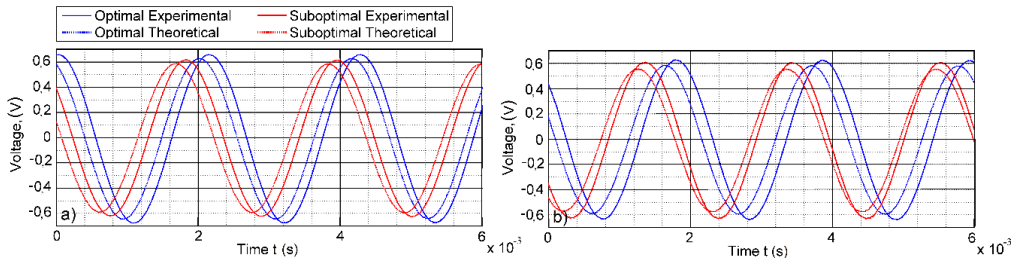 Optimal Experimental
Suboptimal Experimental
Optimal Theoretical
Suboptimal Theoretical
Voltage, (V)
0,6
0,4
0,2
0
-0,2
-0,4
-0,6
a)
0
2
4
6
x 10⁻³
Time t (s)
Voltage, (V)
0.6
0.4
0.2
0
-0.2
-0.4
-0.6
b)
0
2
4
6
x 10⁻³
Time t (s)